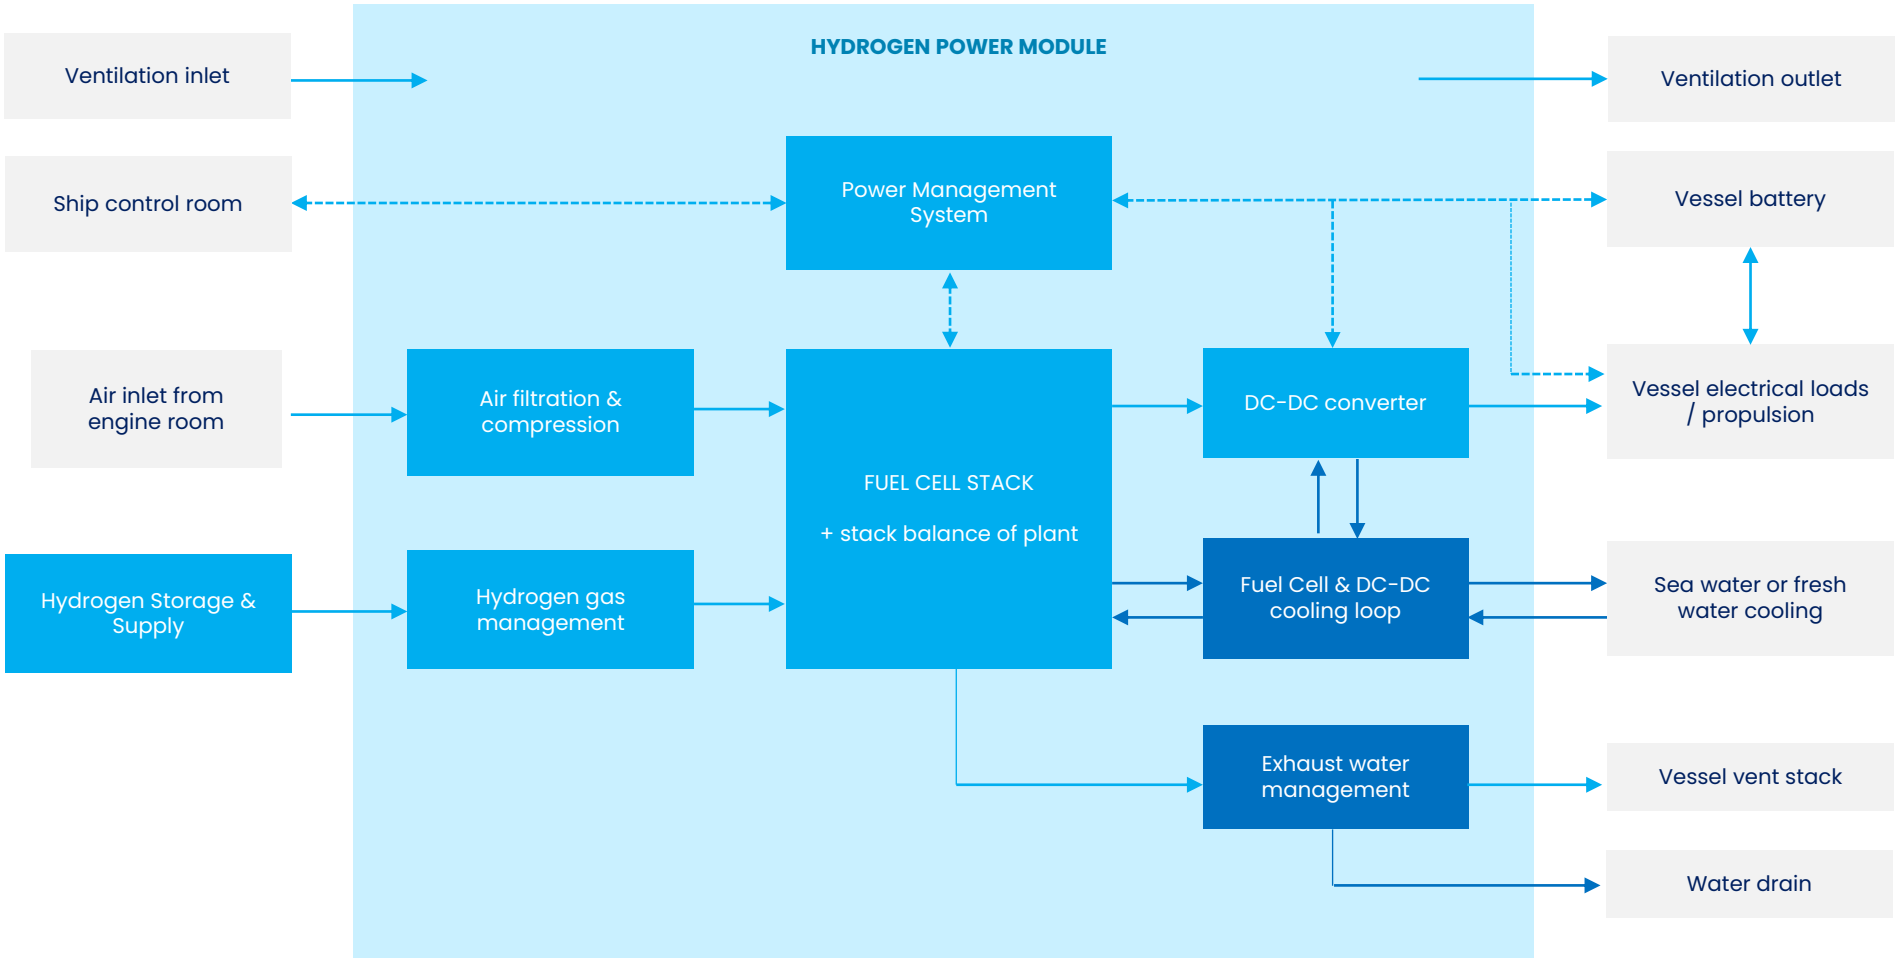 HYDROGEN POWER MODULE
Ventilation inlet
Ventilation outlet
Ship control room
Power Management
System
Vessel battery
Air inlet from
engine room
Air filtration &
compression
FUEL CELL STACK
+ stack balance of plant
DC-DC converter
Vessel electrical loads
/ propulsion
Hydrogen Storage &
Supply
Hydrogen gas
management
Fuel Cell & DC-DC
cooling loop
Sea water or fresh
water cooling
Exhaust water
management
Vessel vent stack
Water drain